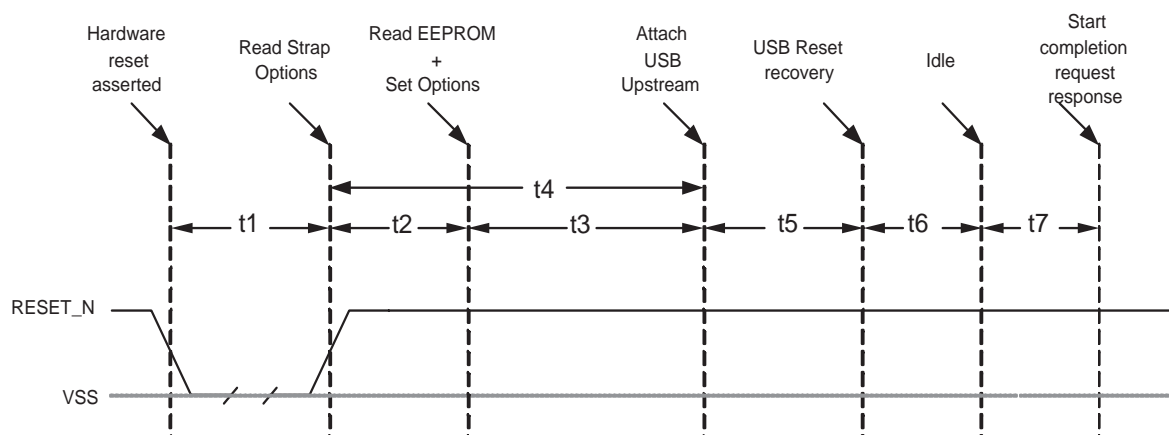 Hardware
reset
asserted
Read Strap
Options
Read EEPROM
+
Set Options
Attach
USB
Upstream
USB Reset
recovery
Idle
Start
completion
request
response
t4
t1
t2
t3
t5
t6
t7
RESET_N
VSS